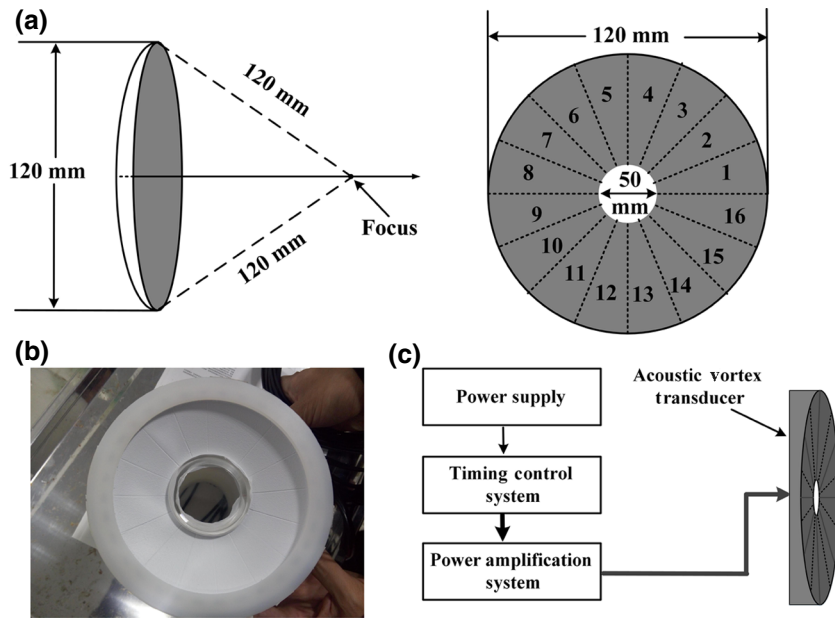 (a)
120 mm
120 mm
120 mm
Focus
120 mm
5
4
6
3
7
2
8
1
50
mm
9
16
10
15
11
14
12
13
(b)
(c)
Power supply
Timing control
system
Power amplification
system
Acoustic vortex
transducer